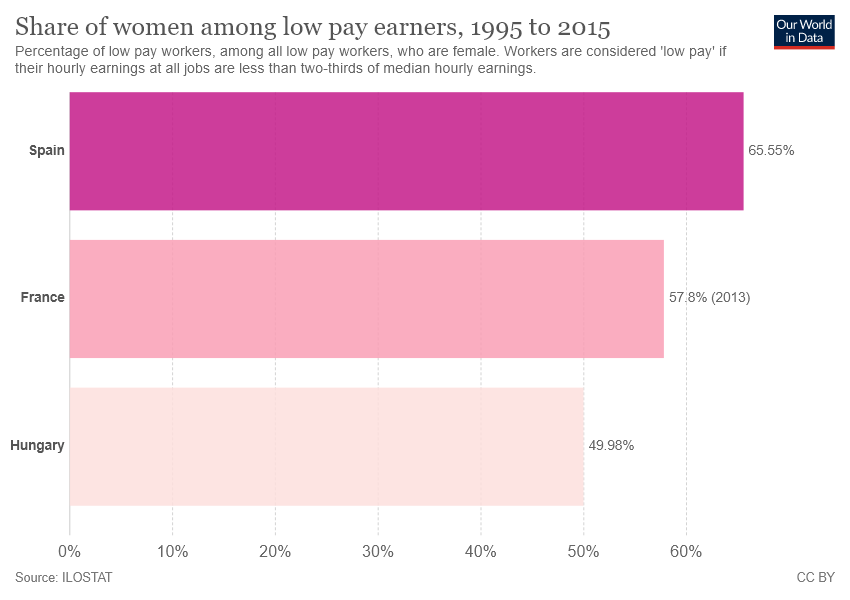 Share of women among low pay earners, 1995 to 2015
Our World
in Data
Percentage of low pay workers, among all low pay workers, who are female. Workers are considered 'low pay' if
their hourly earnings at all jobs are less than two-thirds of median hourly earnings.
Spain
65.55%
France
57.8% (2013)
Hungary
49.98%
0%
10%
20%
30%
40%
50%
60%
Source: ILOSTAT
CC BY